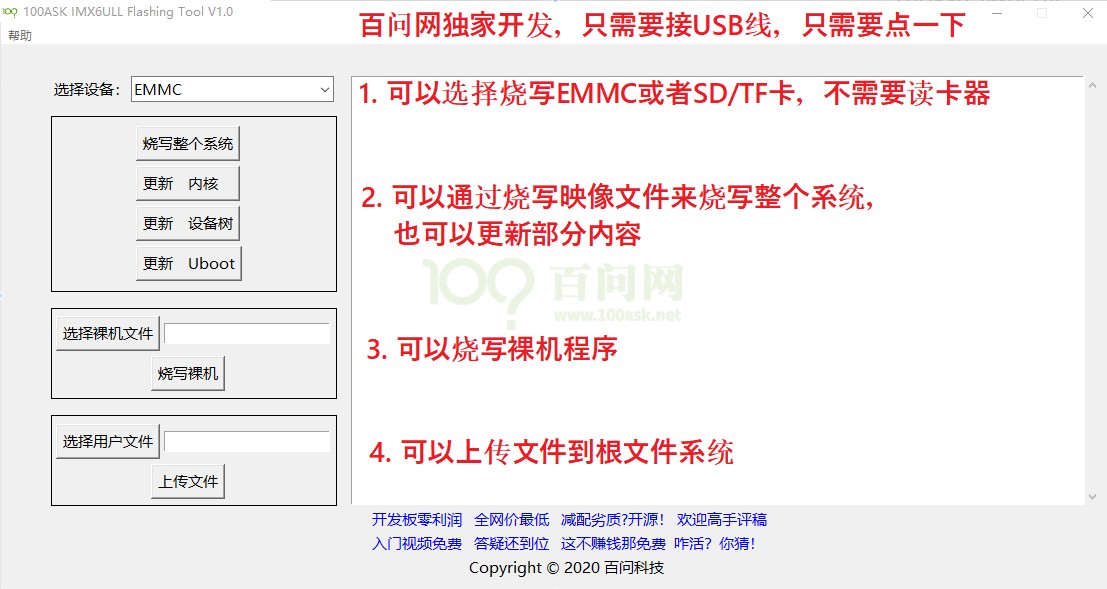 100ASK IMX6ULL Flashing Tool V1.0
百问网独家开发，只需要接USB线，只需要点一下
帮助
选择设备：
EMMC
烧写整个系统
更新 内核
更新 设备树
更新 Uboot
选择裸机文件
烧写裸机
选择用户文件
上传文件
1. 可以选择烧写EMMC或者SD/TF卡，不需要读卡器
2. 可以通过烧写映像文件来烧写整个系统，
也可以更新部分内容
100
百问网
www.100ask.net
3. 可以烧写裸机程序
4. 可以上传文件到根文件系统
开发板零利润 全网价最低 减配劣质?开源！ 欢迎高手评稿
入门视频免费 答疑还到位 这不赚钱那免费 咋活？你猜！
Copyright © 2020 百问科技